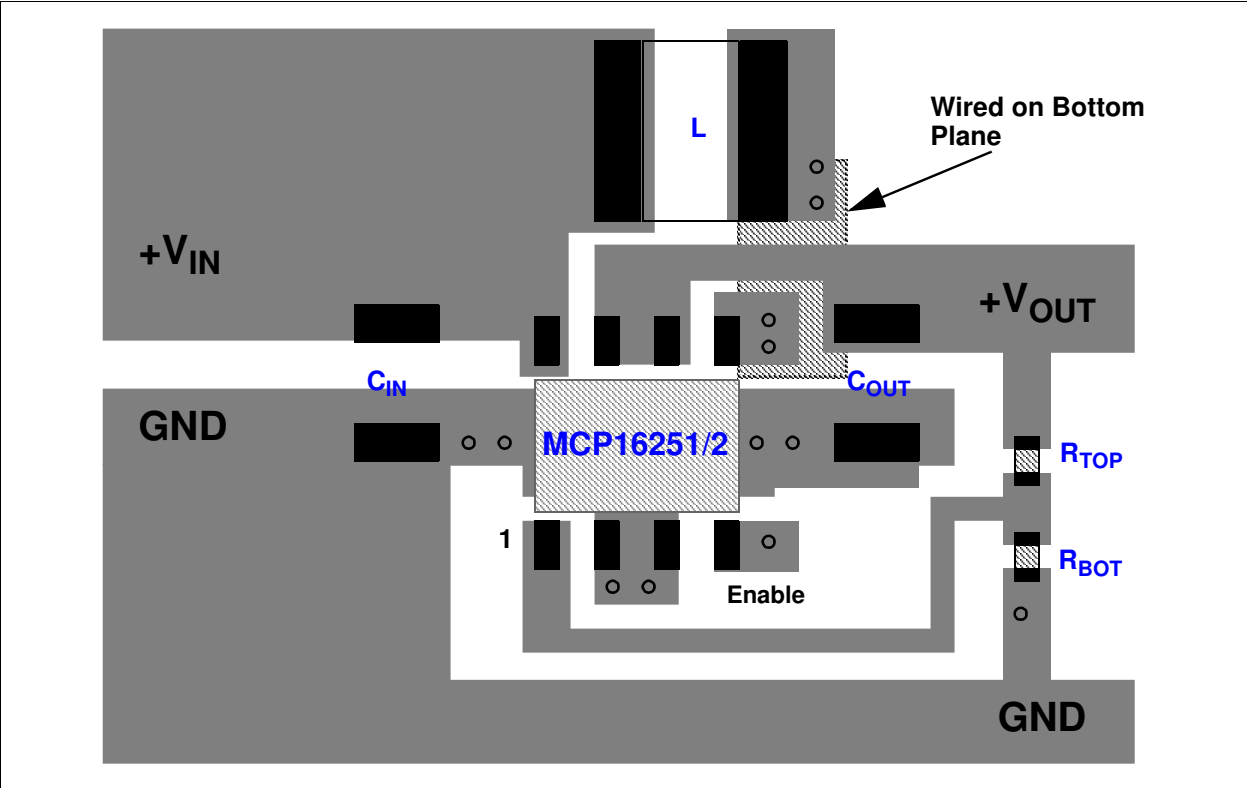 L
Wired on Bottom
Plane
+VIN
+VOUT
CIN
COUT
GND
MCP16251/2
RTOP
1
RBOT
Enable
GND